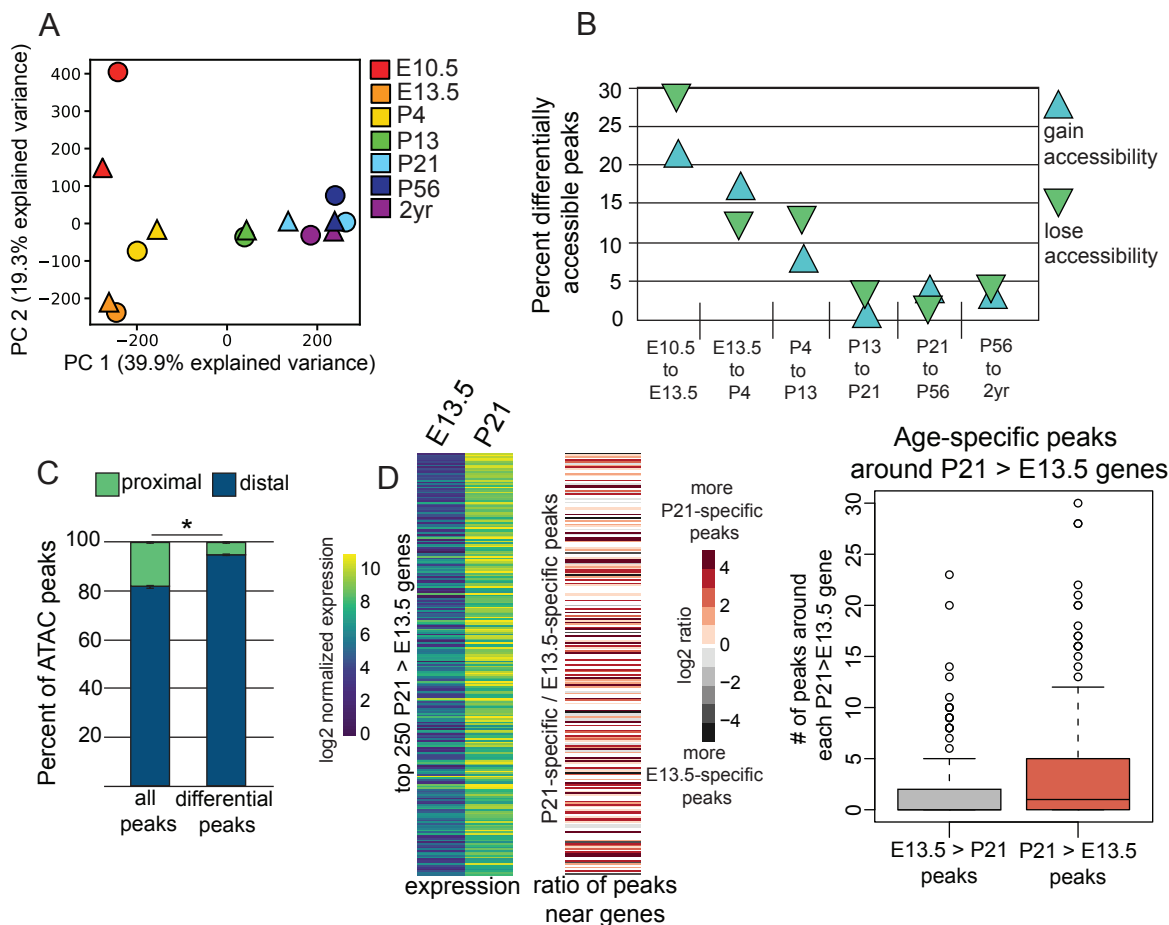 A
PC 2 (19.3% explained variance)
400
300
200
100
0
−100
−200
−200
0
200
PC 1 (39.9% explained variance)
E10.5
E13.5
P4
P13
P21
P56
2yr
B
Percent differentially
accessible peaks
30
25
20
15
10
5
0
E10.5
to
E13.5
E13.5
to
P4
P4
to
P13
P13
to
P21
P21
to
P56
P56
to
2yr
gain
accessibility
lose
accessibility
C
proximal
distal
*
Percent of ATAC peaks
100
80
60
40
20
all
peaks
differential
peaks
D
log2 normalized expression
10
8
6
4
2
0
top 250 P21 > E13.5 genes
E13.5
P21
expression
P21-specific / E13.5-specific peaks
ratio of peaks
near genes
more
P21-specific
peaks
log2 ratio
4
2
0
−2
−4
more
E13.5-specific
peaks
Age-specific peaks
around P21 > E13.5 genes
# of peaks around
each P21>E13.5 gene
30
25
20
15
10
5
0
E13.5 > P21
peaks
P21 > E13.5
peaks